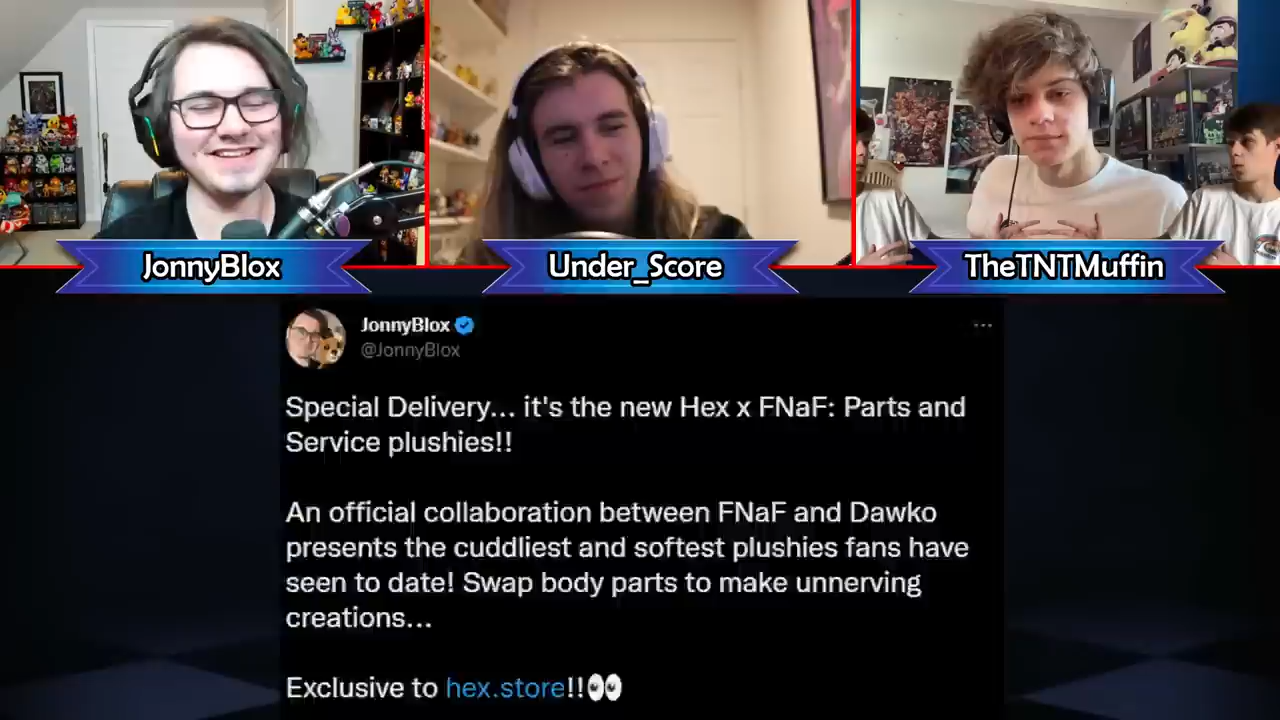 JonnyBlox
Under_Score
TheTNTMuffin
JonnyBlox
@JonnyBlox
Special Delivery... it's the new Hex x FNaF: Parts and
Service plushies!!
An official collaboration between FNaF and Dawko
presents the cuddliest and softest plushies fans have
seen to date! Swap body parts to make unnerving
creations...
Exclusive to hex.store!!👀